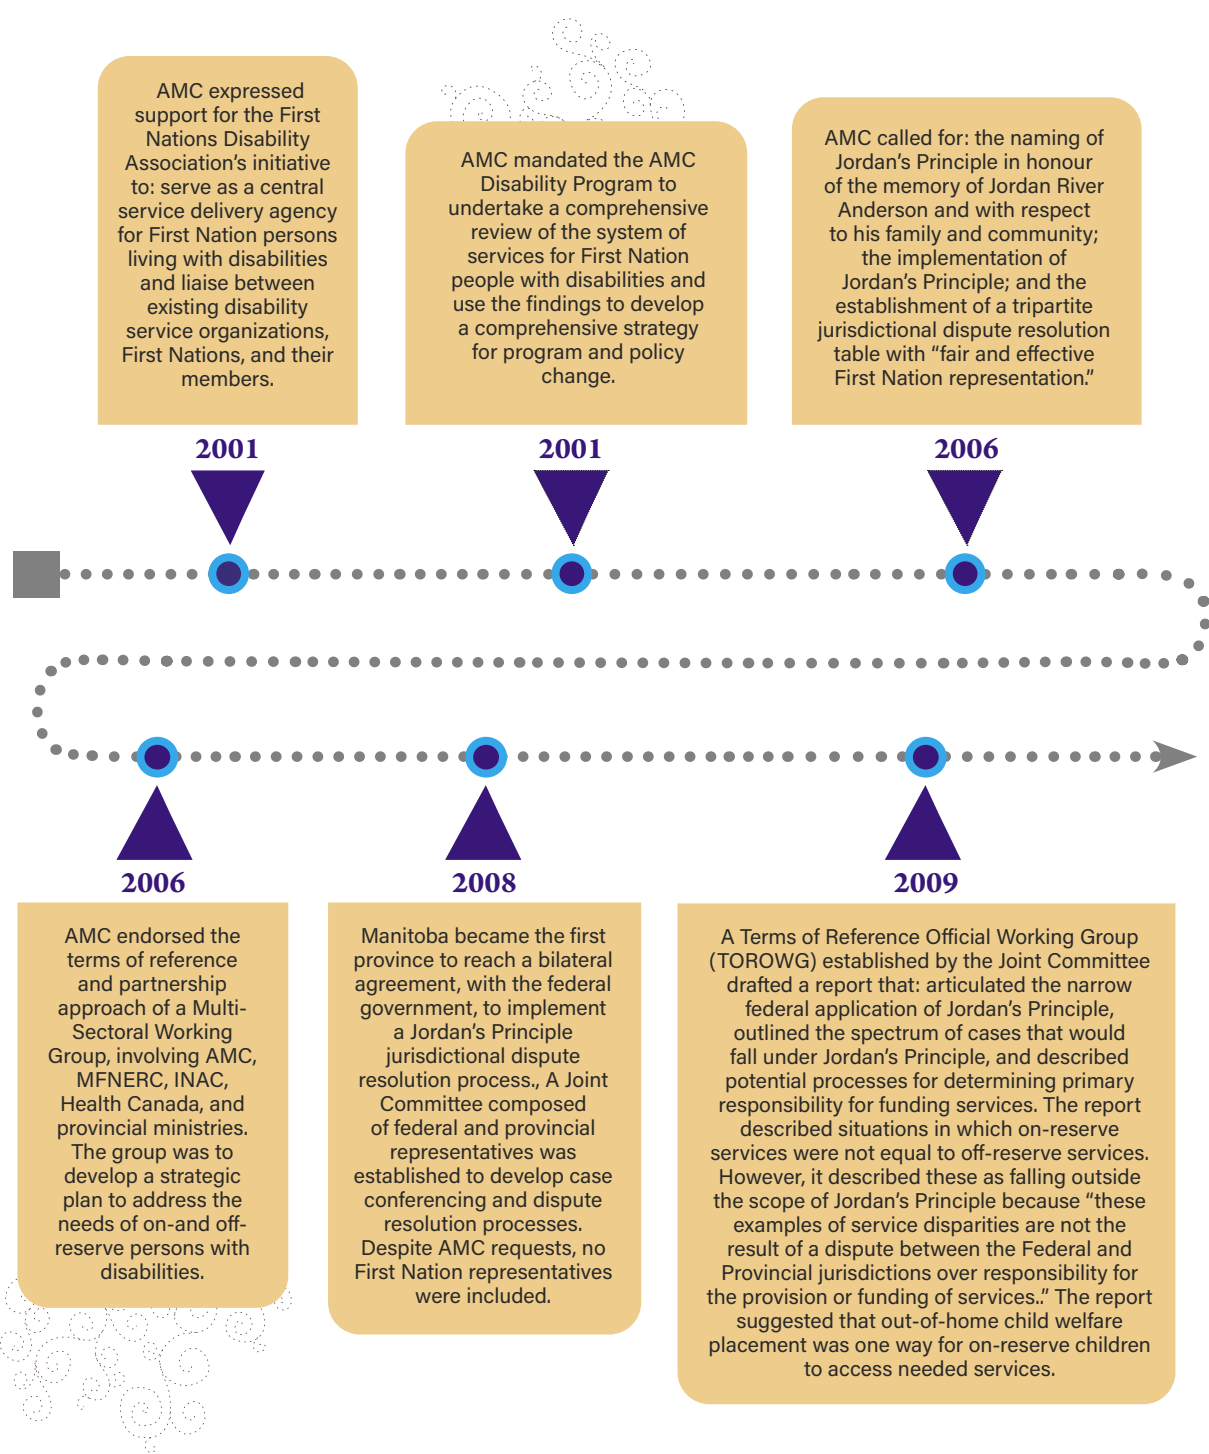 AMC expressed
support for the First
Nations Disability
Association's initiative
to: serve as a central
service delivery agency
for First Nation persons
living with disabilities
and liaise between
existing disability
service organizations,
First Nations, and their
members.
2001
AMC mandated the AMC
Disability Program to
undertake a comprehensive
review of the system of
services for First Nation
people with disabilities and
use the findings to develop
a comprehensive strategy
for program and policy
change.
2001
AMC called for: the naming of
Jordan's Principle in honour
of the memory of Jordan River
Anderson and with respect
to his family and community;
the implementation of
Jordan's Principle; and the
establishment of a tripartite
jurisdictional dispute resolution
table with “fair and effective
First Nation representation.”
2006
2006
AMC endorsed the
terms of reference
and partnership
approach of a Multi-
Sectoral Working
Group, involving AMC,
MFNERC, INAC,
Health Canada, and
provincial ministries.
The group was to
develop a strategic
plan to address the
needs of on-and off-
reserve persons with
disabilities.
2008
Manitoba became the first
province to reach a bilateral
agreement, with the federal
government, to implement
a Jordan's Principle
jurisdictional dispute
resolution process., A Joint
Committee composed
of federal and provincial
representatives was
established to develop case
conferencing and dispute
resolution processes.
Despite AMC requests, no
First Nation representatives
were included.
2009
A Terms of Reference Official Working Group
(TOROWG) established by the Joint Committee
drafted a report that: articulated the narrow
federal application of Jordan's Principle,
outlined the spectrum of cases that would
fall under Jordan's Principle, and described
potential processes for determining primary
responsibility for funding services. The report
described situations in which on-reserve
services were not equal to off-reserve services.
However, it described these as falling outside
the scope of Jordan's Principle because “these
examples of service disparities are not the
result of a dispute between the Federal and
Provincial jurisdictions over responsibility for
the provision or funding of services..” The report
suggested that out-of-home child welfare
placement was one way for on-reserve children
to access needed services.